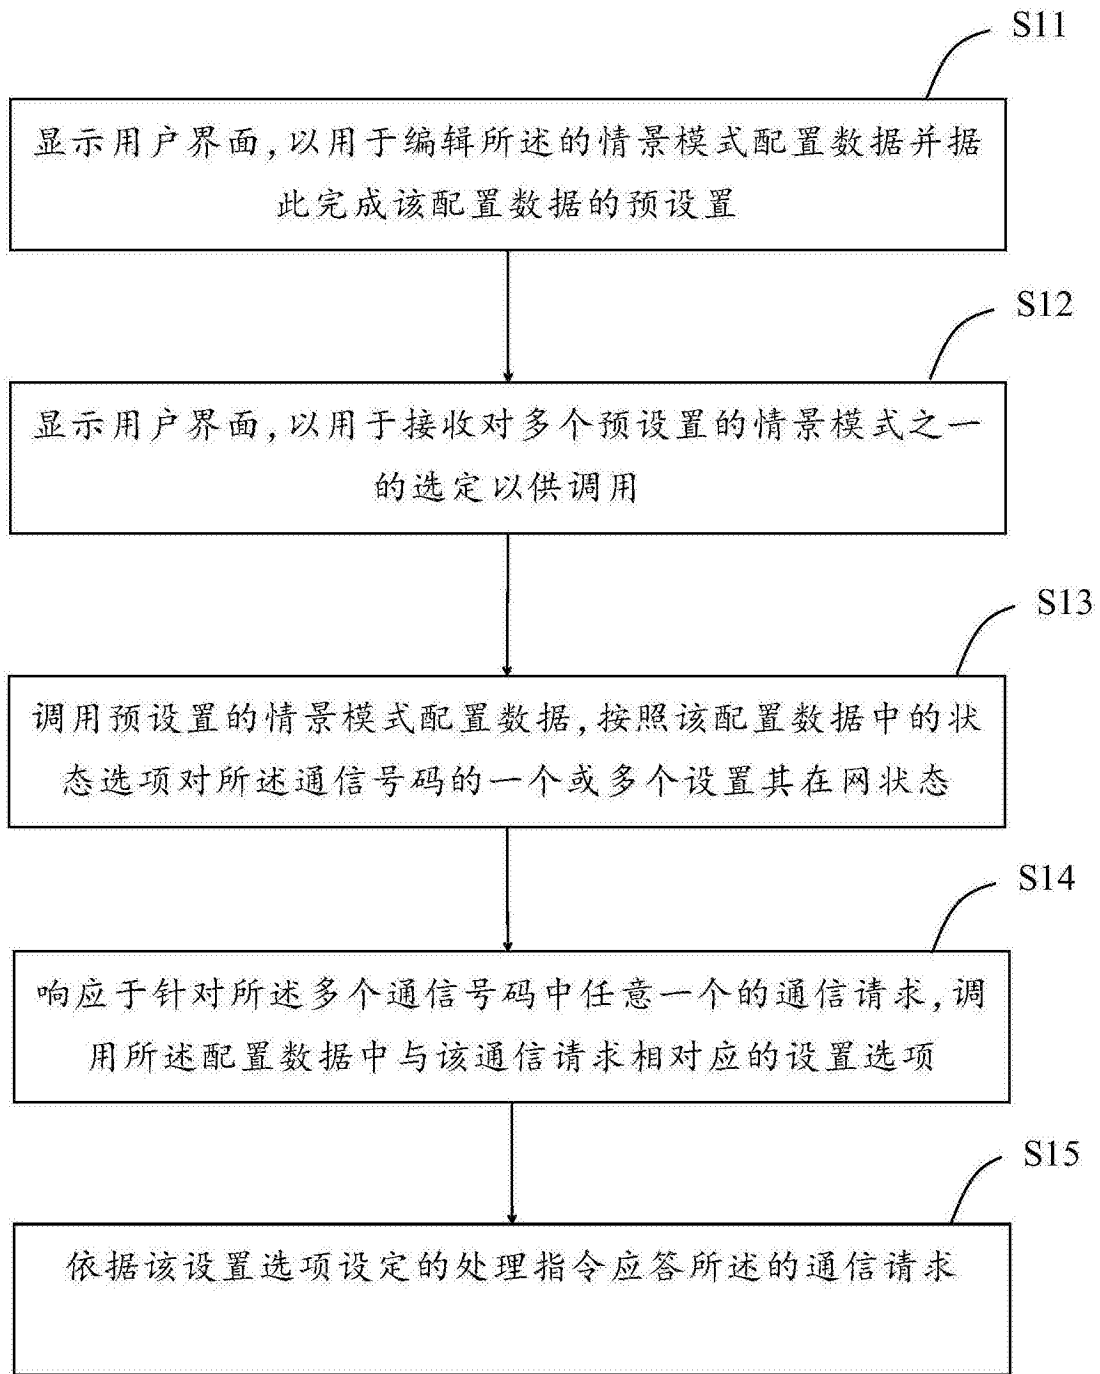 S11
显示用户界面,以用于编辑所述的情景模式配置数据并据
此完成该配置数据的预设置
S12
显示用户界面,以用于接收对多个预设置的情景模式之一
的选定以供调用
S13
调用预设置的情景模式配置数据,按照该配置数据中的状
态选项对所述通信号码的一个或多个设置其在网状态
S14
响应于针对所述多个通信号码中任意一个的通信请求,调
用所述配置数据中与该通信请求相对应的设置选项
S15
依据该设置选项设定的处理指令应答所述的通信请求